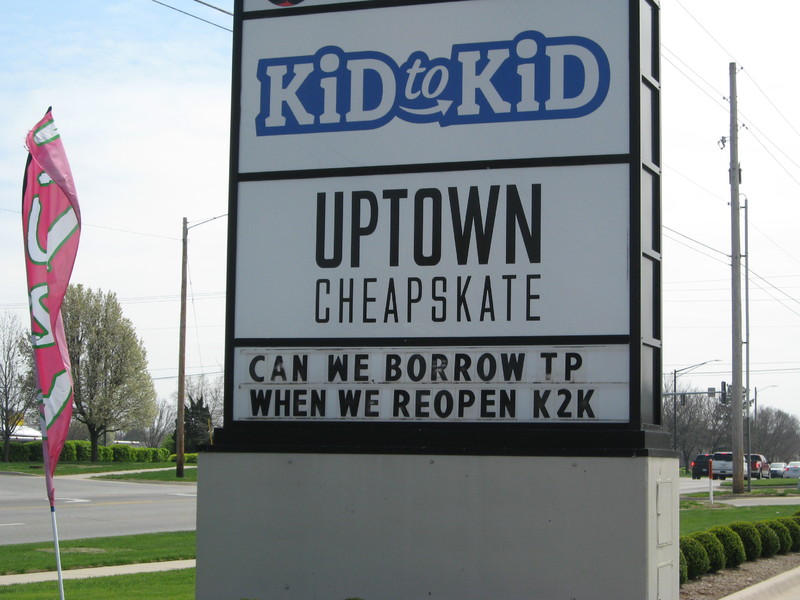 KiD to KiD
UPTOWN
CHEAPSKATE
CAN WE BORROW TP
WHEN WE REOPEN K2K